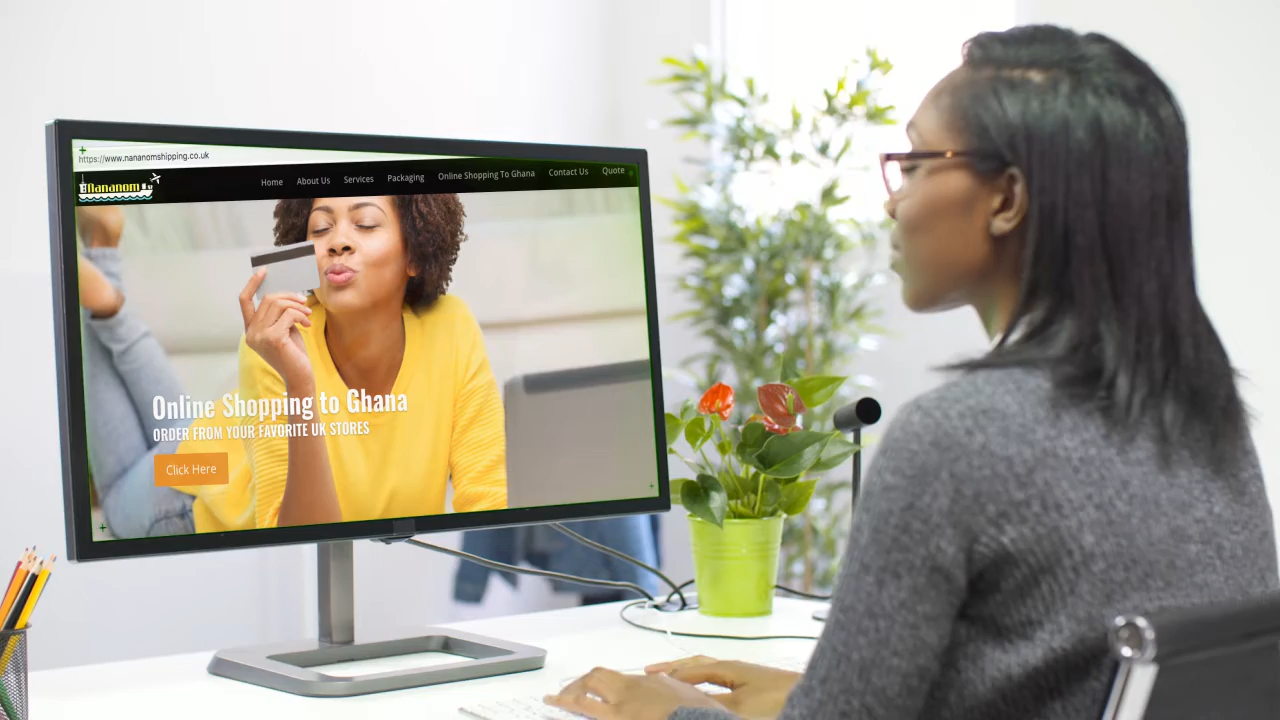 https://www.nananomshipping.co.uk
Nananom
Home About Us Services Packaging Online Shopping To Ghana Contact Us Quote
Online Shopping to Ghana
ORDER FROM YOUR FAVORITE UK STORES
Click Here